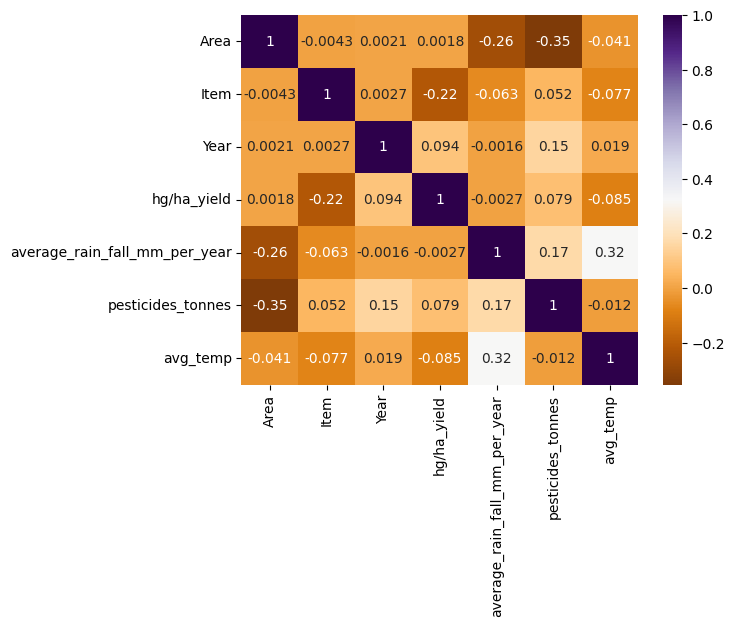 Area 1 -0.0043 0.0021 0.0018 -0.26 -0.35 -0.041
Item -0.0043 1 0.0027 -0.22 -0.063 0.052 -0.077
Year 0.0021 0.0027 1 0.094 -0.0016 0.15 0.019
hg/ha_yield 0.0018 -0.22 0.094 1 -0.0027 0.079 -0.085
average_rain_fall_mm_per_year -0.26 -0.063 -0.0016 -0.0027 1 0.17 0.32
pesticides_tonnes -0.35 0.052 0.15 0.079 0.17 1 -0.012
avg_temp -0.041 -0.077 0.019 -0.085 0.32 -0.012 1
Area
Item
Year
hg/ha_yield
average_rain_fall_mm_per_year
pesticides_tonnes
avg_temp
1.0
0.8
0.6
0.4
0.2
0.0
−0.2